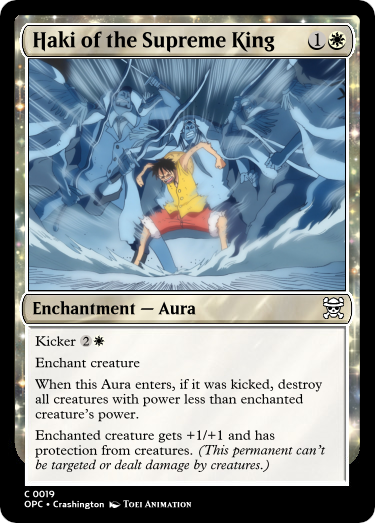 Haki of the Supreme King 1
Enchantment — Aura
Kicker 2
Enchant creature
When this Aura enters, if it was kicked, destroy
all creatures with power less than enchanted
creature's power.
Enchanted creature gets +1/+1 and has
protection from creatures. (This permanent can't
be targeted or dealt damage by creatures.)
C 0019
OPC • Crashington Toei Animation